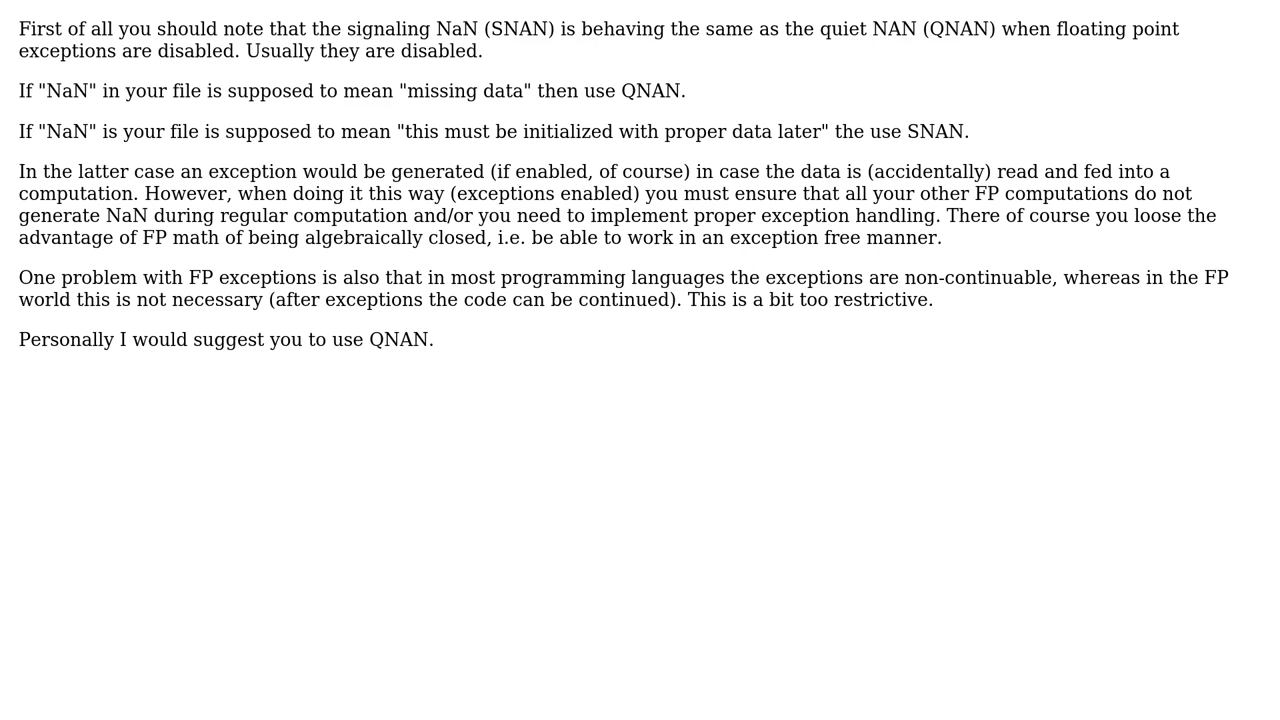 First of all you should note that the signaling NaN (SNAN) is behaving the same as the quiet NAN (QNAN) when floating point
exceptions are disabled. Usually they are disabled.
If "NaN" in your file is supposed to mean "missing data" then use QNAN.
If "NaN" is your file is supposed to mean "this must be initialized with proper data later" the use SNAN.
In the latter case an exception would be generated (if enabled, of course) in case the data is (accidentally) read and fed into a
computation. However, when doing it this way (exceptions enabled) you must ensure that all your other FP computations do not
generate NaN during regular computation and/or you need to implement proper exception handling. There of course you loose the
advantage of FP math of being algebraically closed, i.e. be able to work in an exception free manner.
One problem with FP exceptions is also that in most programming languages the exceptions are non-continuable, whereas in the FP
world this is not necessary (after exceptions the code can be continued). This is a bit too restrictive.
Personally I would suggest you to use QNAN.